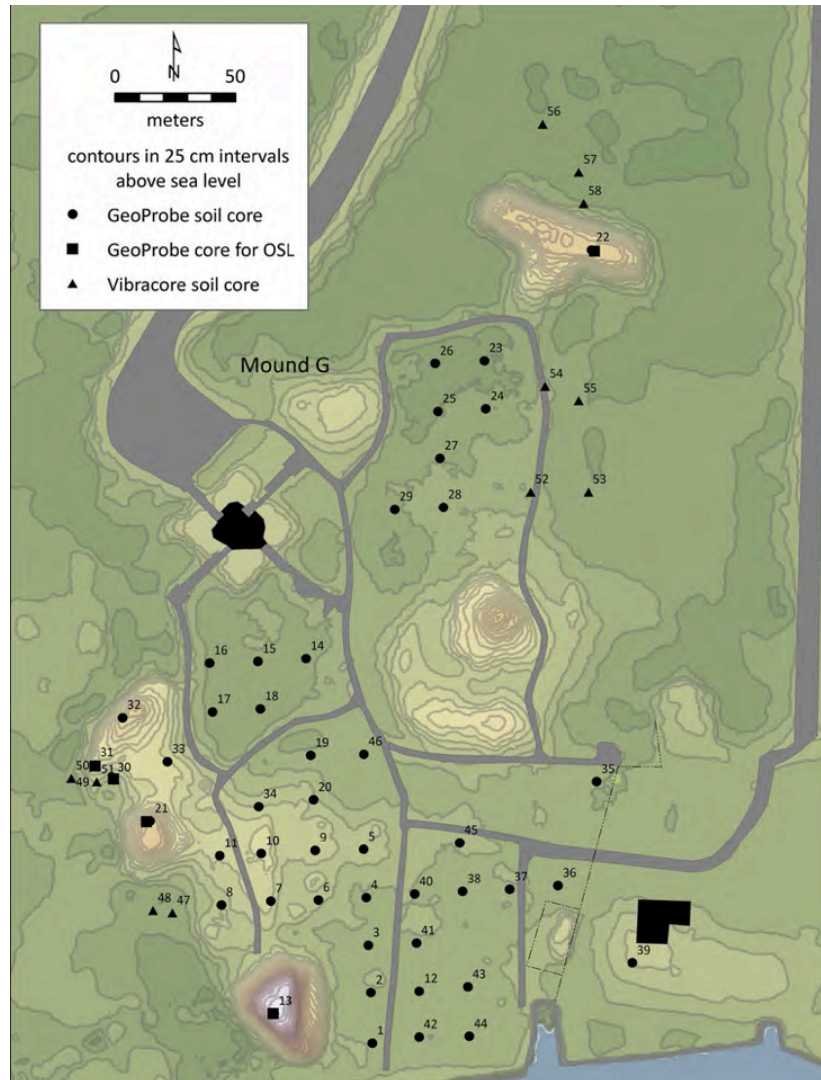 N
0 50
meters
contours in 25 cm intervals
above sea level
GeoProbe soil core
GeoProbe core for OSL
Vibracore soil core
56
57
58
22
Mound G
26 23
54
55
25 24
27
52 53
29 28
16 15 14
17 18
32
19 46
33
50 31
51 30
49
35
34 20
21
11 10 9 5 45
48 47 8 7 6 4 40 38 37 36
3 41
39
2 12 43
13
1 42 44